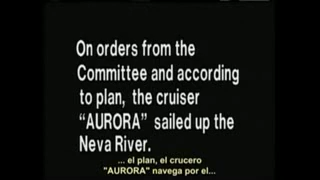 On orders from the
Committee and according
to plan, the cruiser
“AURORA” sailed up the
Neva River.
... el plan, el crucero
"AURORA" navega por el...